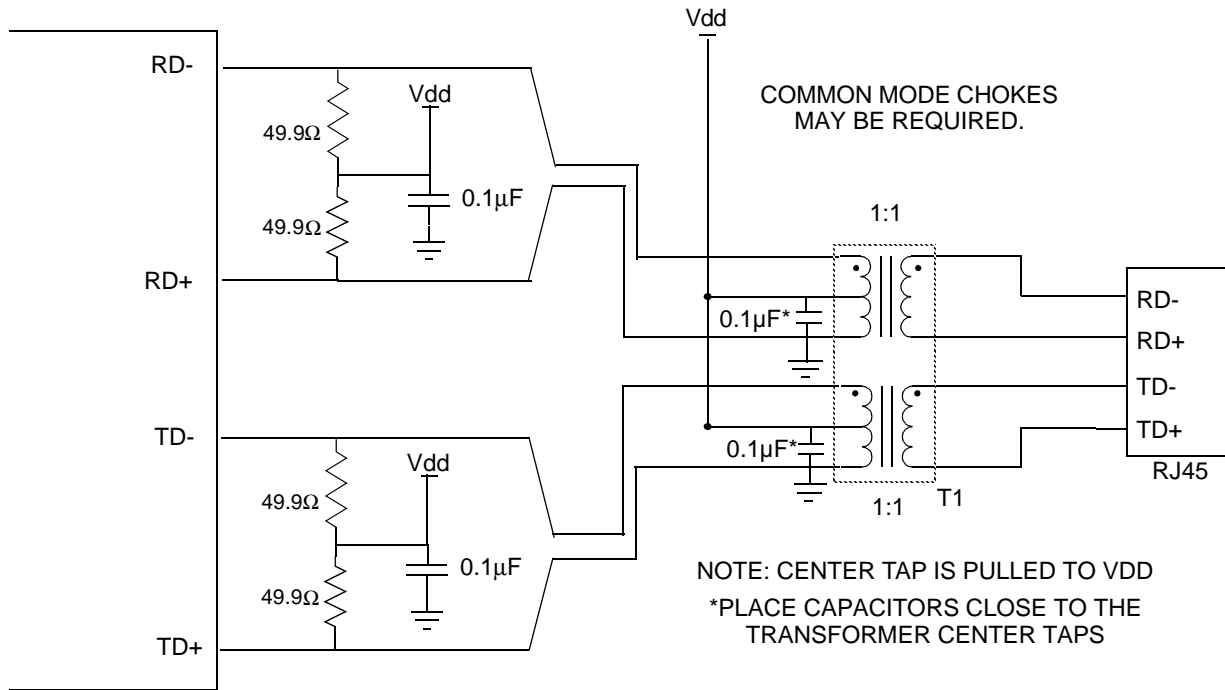 Vdd
RD-
Vdd
COMMON MODE CHOKES
MAY BE REQUIRED.
49.9Ω
0.1μF
1:1
49.9Ω
RD+
RD-
0.1µF*
RD+
TD-
TD-
TD+
Vdd
0.1µF*
RJ45
49.9Ω
1:1
T1
0.1μF
NOTE: CENTER TAP IS PULLED TO VDD
49.9Ω
*PLACE CAPACITORS CLOSE TO THE
TRANSFORMER CENTER TAPS
TD+